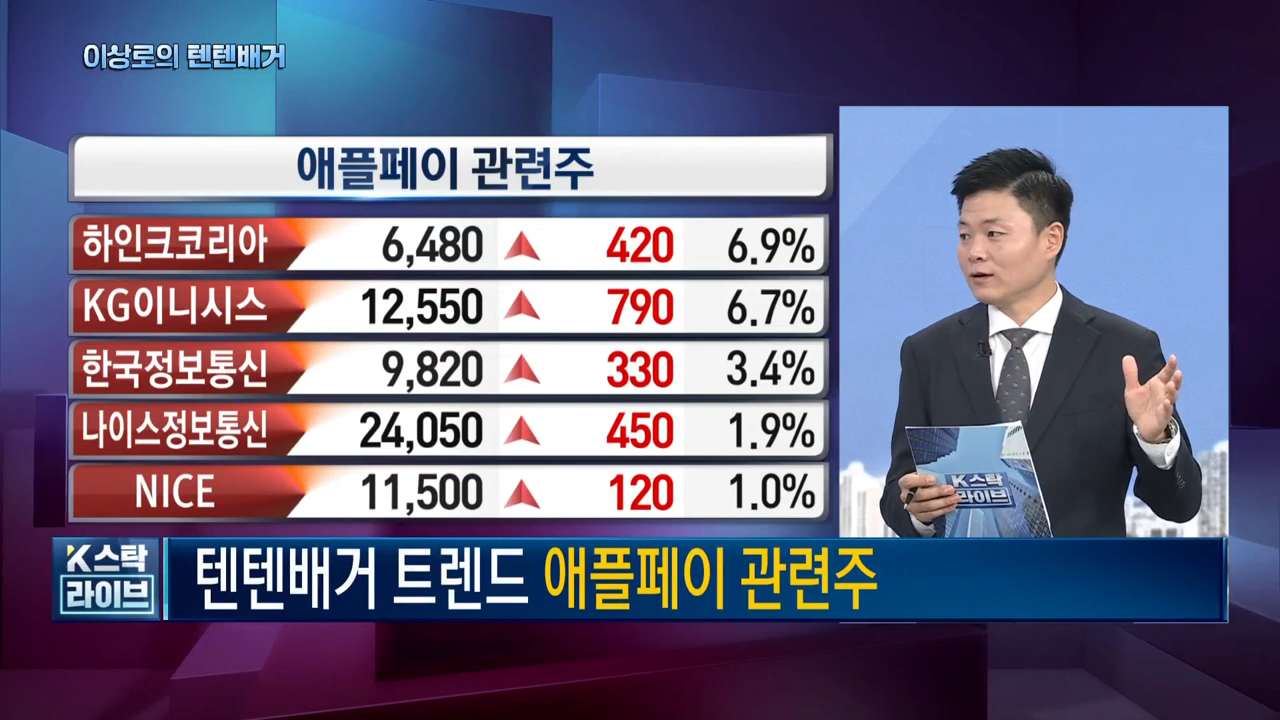 이상로의 텐텐배거
애플페이 관련주
하인크코리아 6,480 ▲ 420 6.9%
KG이니시스 12,550 ▲ 790 6.7%
한국정보통신 9,820 ▲ 330 3.4%
나이스정보통신 24,050 ▲ 450 1.9%
NICE 11,500 ▲ 120 1.0%
K스탁
라이브
K스탁
라이브
텐텐배거 트렌드 애플페이 관련주